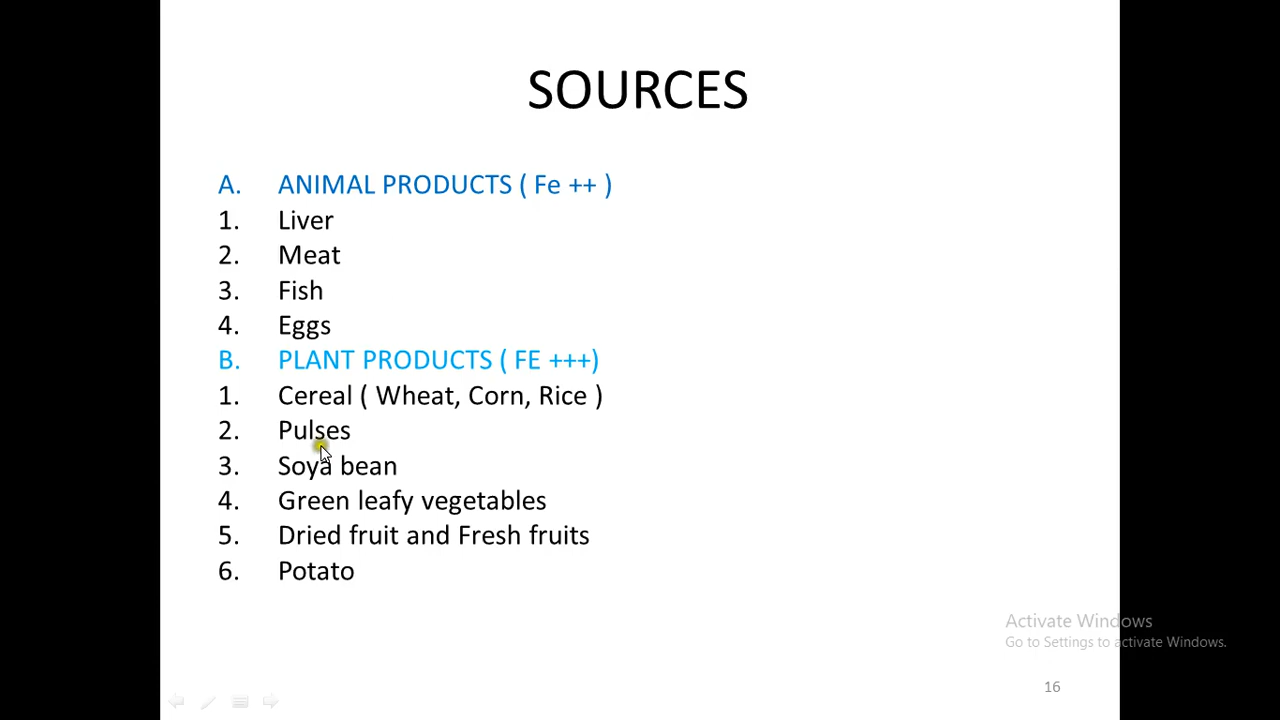 SOURCES
A. ANIMAL PRODUCTS ( Fe ++ )
1. Liver
2. Meat
3. Fish
4. Eggs
B. PLANT PRODUCTS ( FE +++)
1. Cereal ( Wheat, Corn, Rice )
2. Pulses
3. Soya bean
4. Green leafy vegetables
5. Dried fruit and Fresh fruits
6. Potato
Activate Windows
Go to Settings to activate Windows.
16